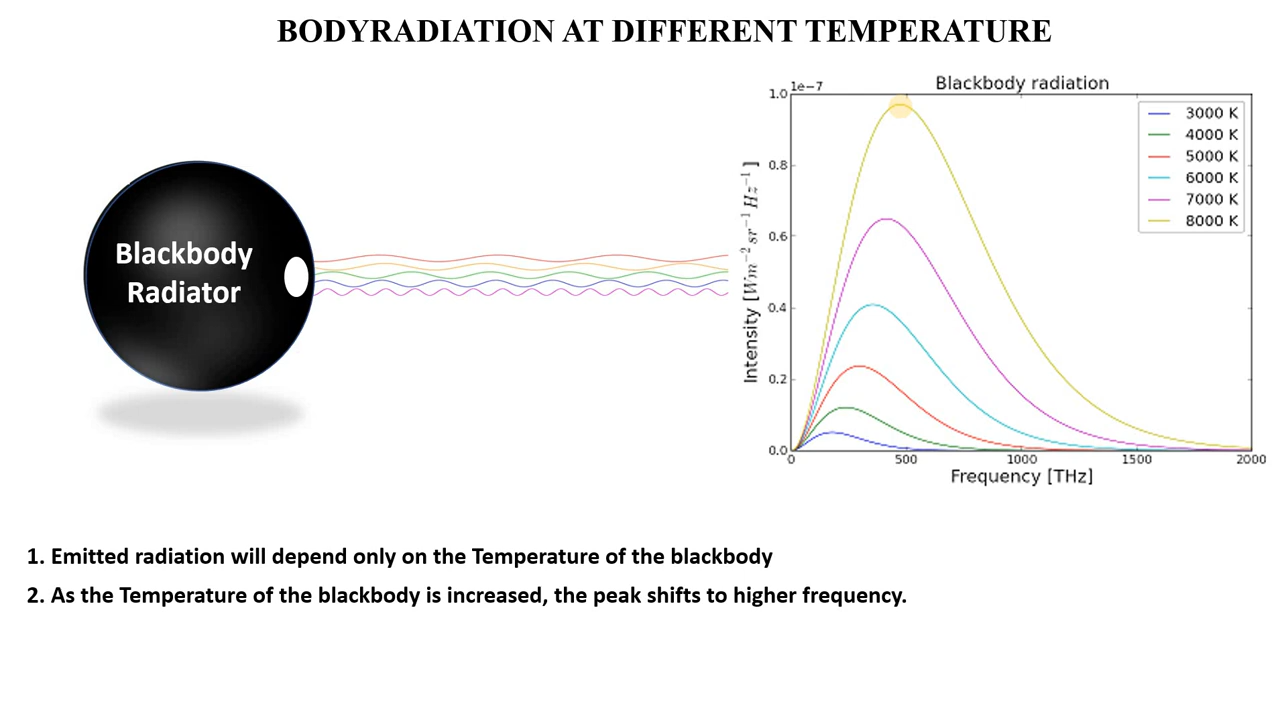 BODYRADIATION AT DIFFERENT TEMPERATURE
Blackbody
Radiator
Blackbody radiation
1e−7
1.0
0.8
0.6
0.4
0.2
0.0
Intensity [Wm⁻² sr⁻¹ Hz⁻¹]
3000 K
4000 K
5000 K
6000 K
7000 K
8000 K
0 500 1000 1500 2000
Frequency [THz]
1. Emitted radiation will depend only on the Temperature of the blackbody
2. As the Temperature of the blackbody is increased, the peak shifts to higher frequency.